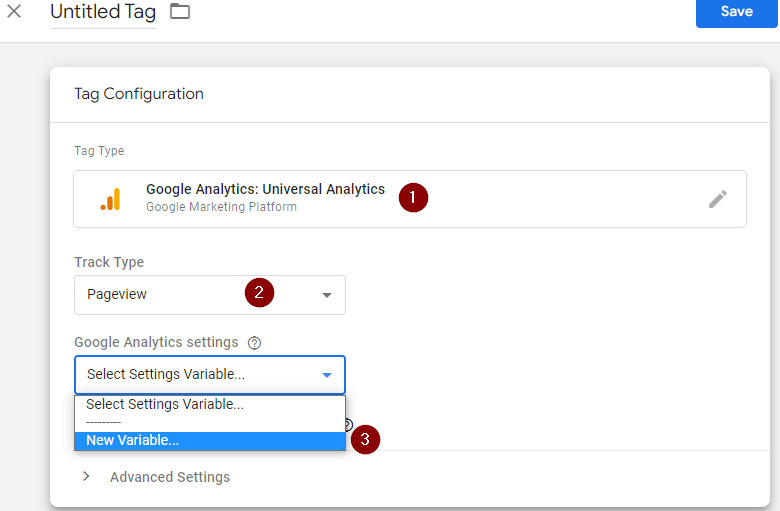 Untitled Tag
Save
Tag Configuration
Tag Type
Google Analytics: Universal Analytics
1
Google Marketing Platform
Track Type
Pageview
2
Google Analytics settings ?
Select Settings Variable...
Select Settings Variable...
---------
New Variable...
3
Advanced Settings